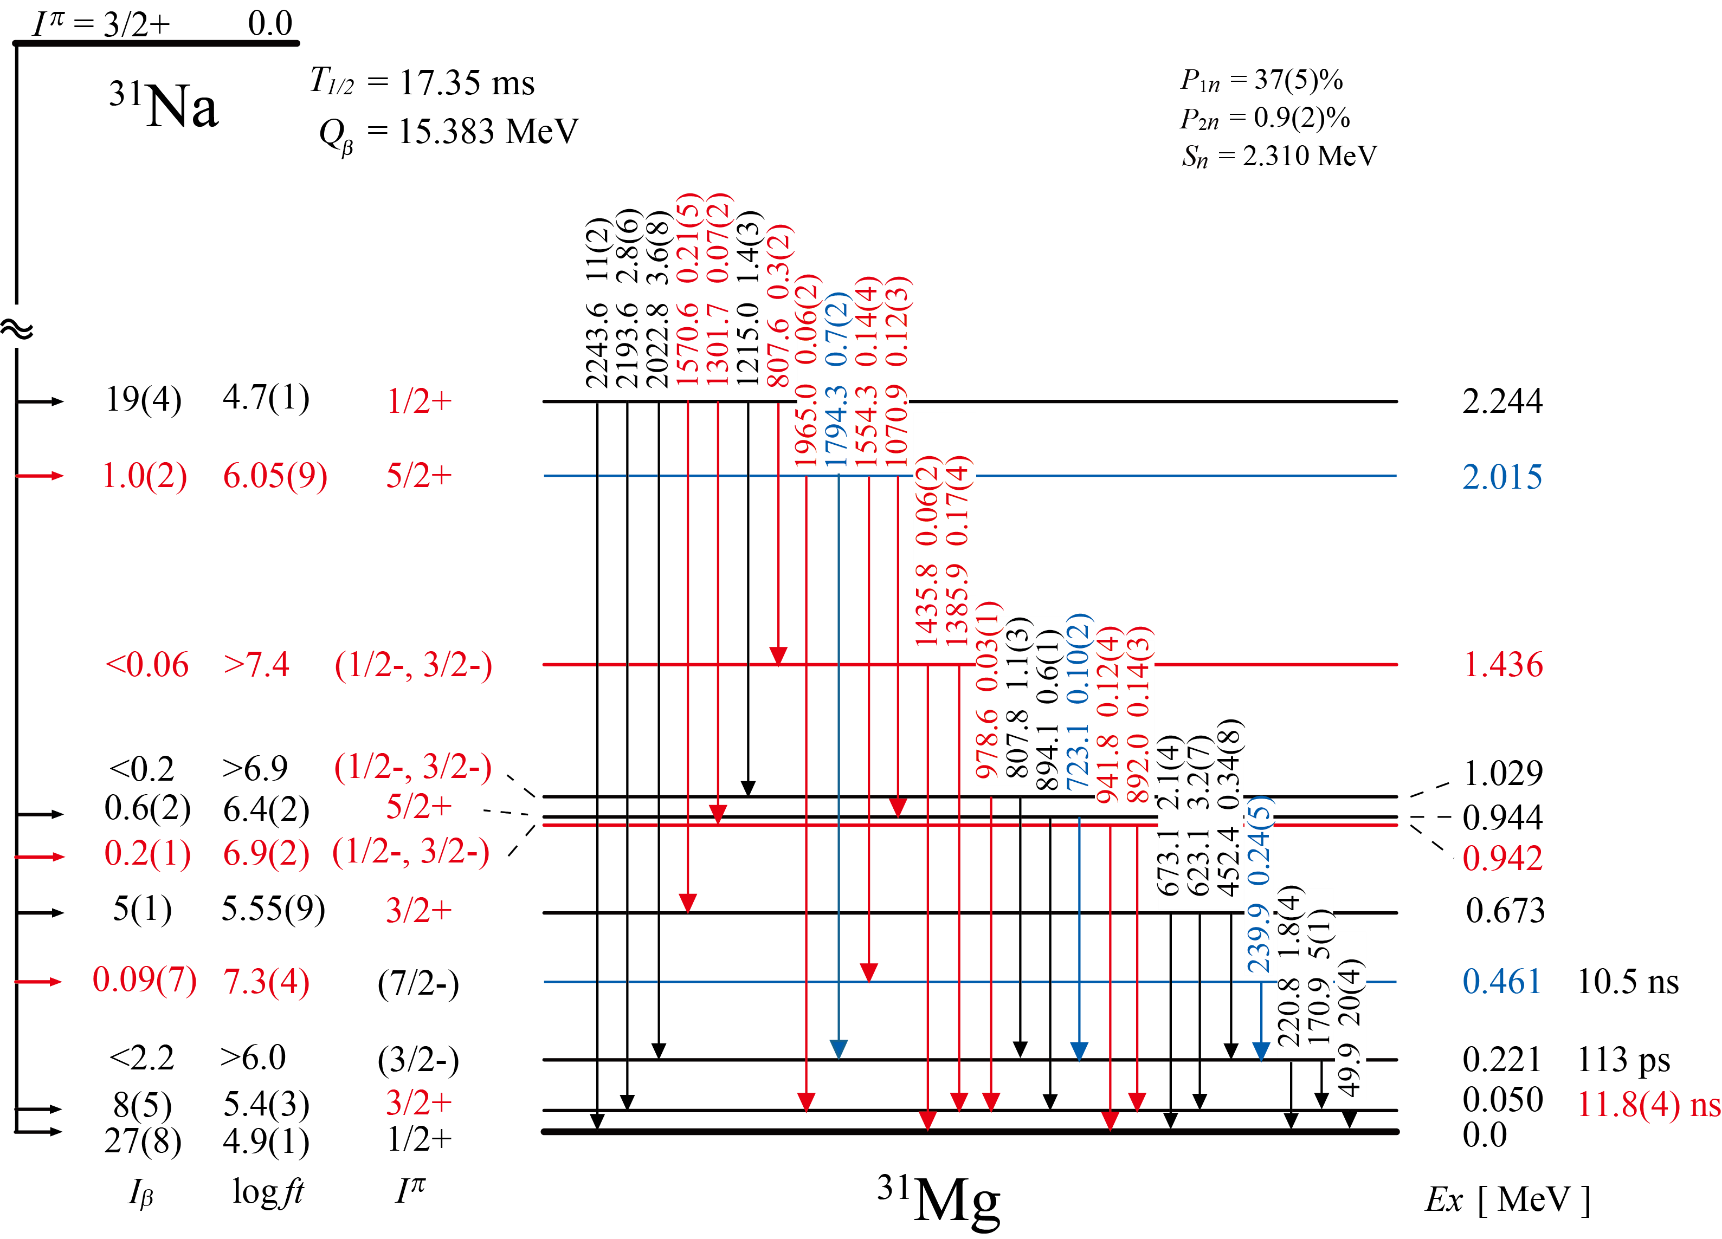 I^π = 3/2+ 0.0
³¹Na
T_1/2 = 17.35 ms
Q_β = 15.383 MeV
P_1n = 37(5)%
P_2n = 0.9(2)%
S_n = 2.310 MeV
2243.6 11(2)
2193.6 2.8(6)
2022.8 3.6(8)
1570.6 0.21(5)
1301.7 0.07(2)
1215.0 1.4(3)
807.6 0.3(2)
1965.0 0.06(2)
1794.3 0.7(2)
1554.3 0.14(4)
1070.9 0.12(3)
1435.8 0.06(2)
1385.9 0.17(4)
978.6 0.03(1)
807.8 1.1(3)
894.1 0.6(1)
723.1 0.10(2)
941.8 0.12(4)
892.0 0.14(3)
673.1 2.1(4)
623.1 3.2(7)
452.4 0.34(8)
239.9 0.24(5)
220.8 1.8(4)
170.9 5(1)
49.9 20(4)
19(4) 4.7(1) 1/2+ 2.244
1.0(2) 6.05(9) 5/2+ 2.015
<0.06 >7.4 (1/2-, 3/2-) 1.436
<0.2 >6.9 (1/2-, 3/2-) 1.029
0.6(2) 6.4(2) 5/2+ 0.944
0.2(1) 6.9(2) (1/2-, 3/2-) 0.942
5(1) 5.55(9) 3/2+ 0.673
0.09(7) 7.3(4) (7/2-) 0.461 10.5 ns
<2.2 >6.0 (3/2-) 0.221 113 ps
8(5) 5.4(3) 3/2+ 0.050 11.8(4) ns
27(8) 4.9(1) 1/2+ 0.0
I_β log ft I^π ³¹Mg Ex [ MeV ]